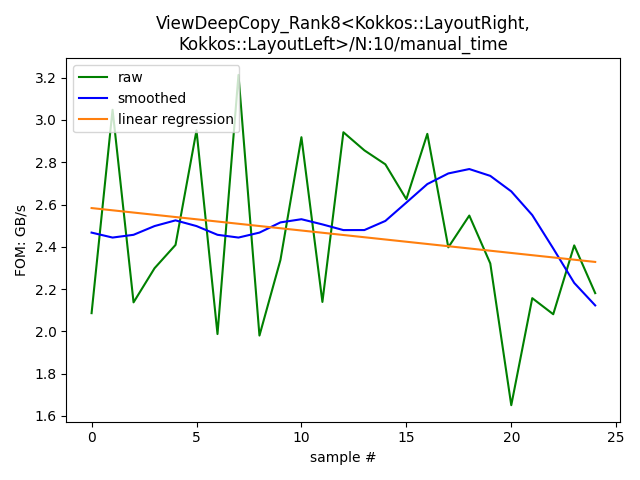 ViewDeepCopy_Rank8<Kokkos::LayoutRight,
Kokkos::LayoutLeft>/N:10/manual_time
raw
smoothed
linear regression
FOM: GB/s
3.2
3.0
2.8
2.6
2.4
2.2
2.0
1.8
1.6
0
5
10
15
20
25
sample #